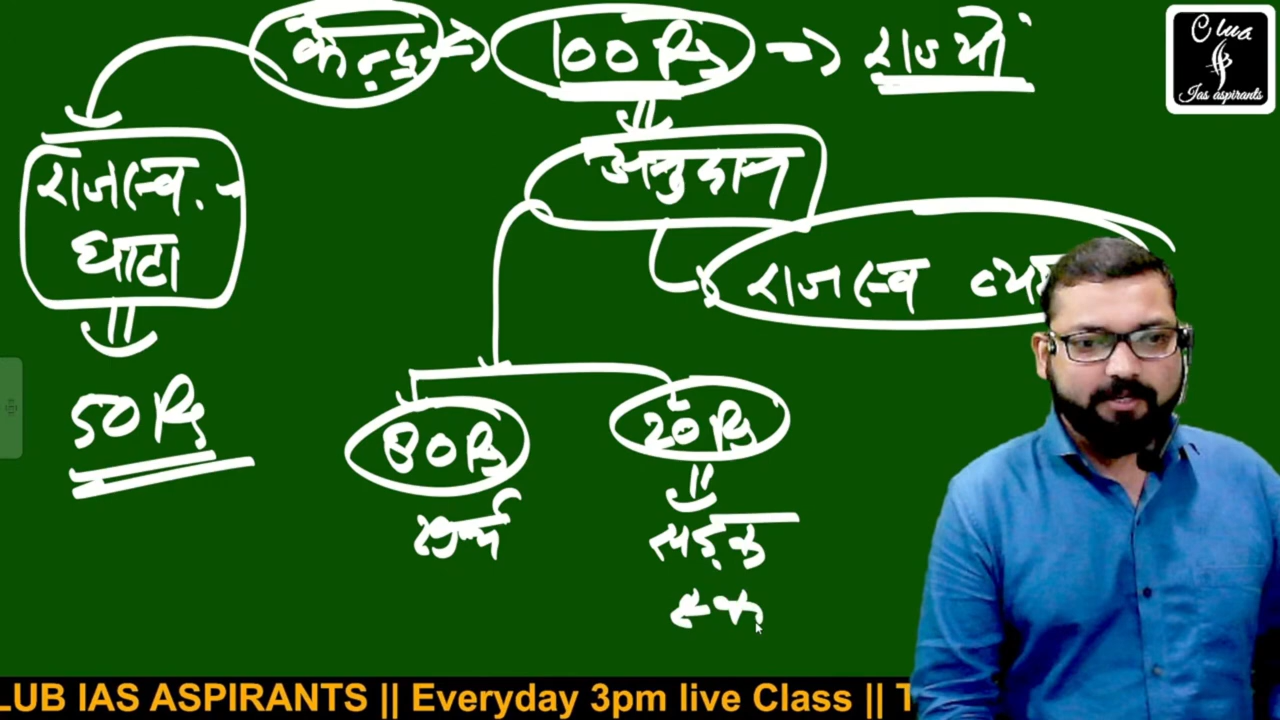 केन्द्र => 100 Rs => राज्यों
Club
Ias aspirants
अनुदान
राजस्व
घाटा
राजस्व व्यय
50 Rs
80 Rs
20 Rs
खर्च
सड़क
LUB IAS ASPIRANTS || Everyday 3pm live Class || T